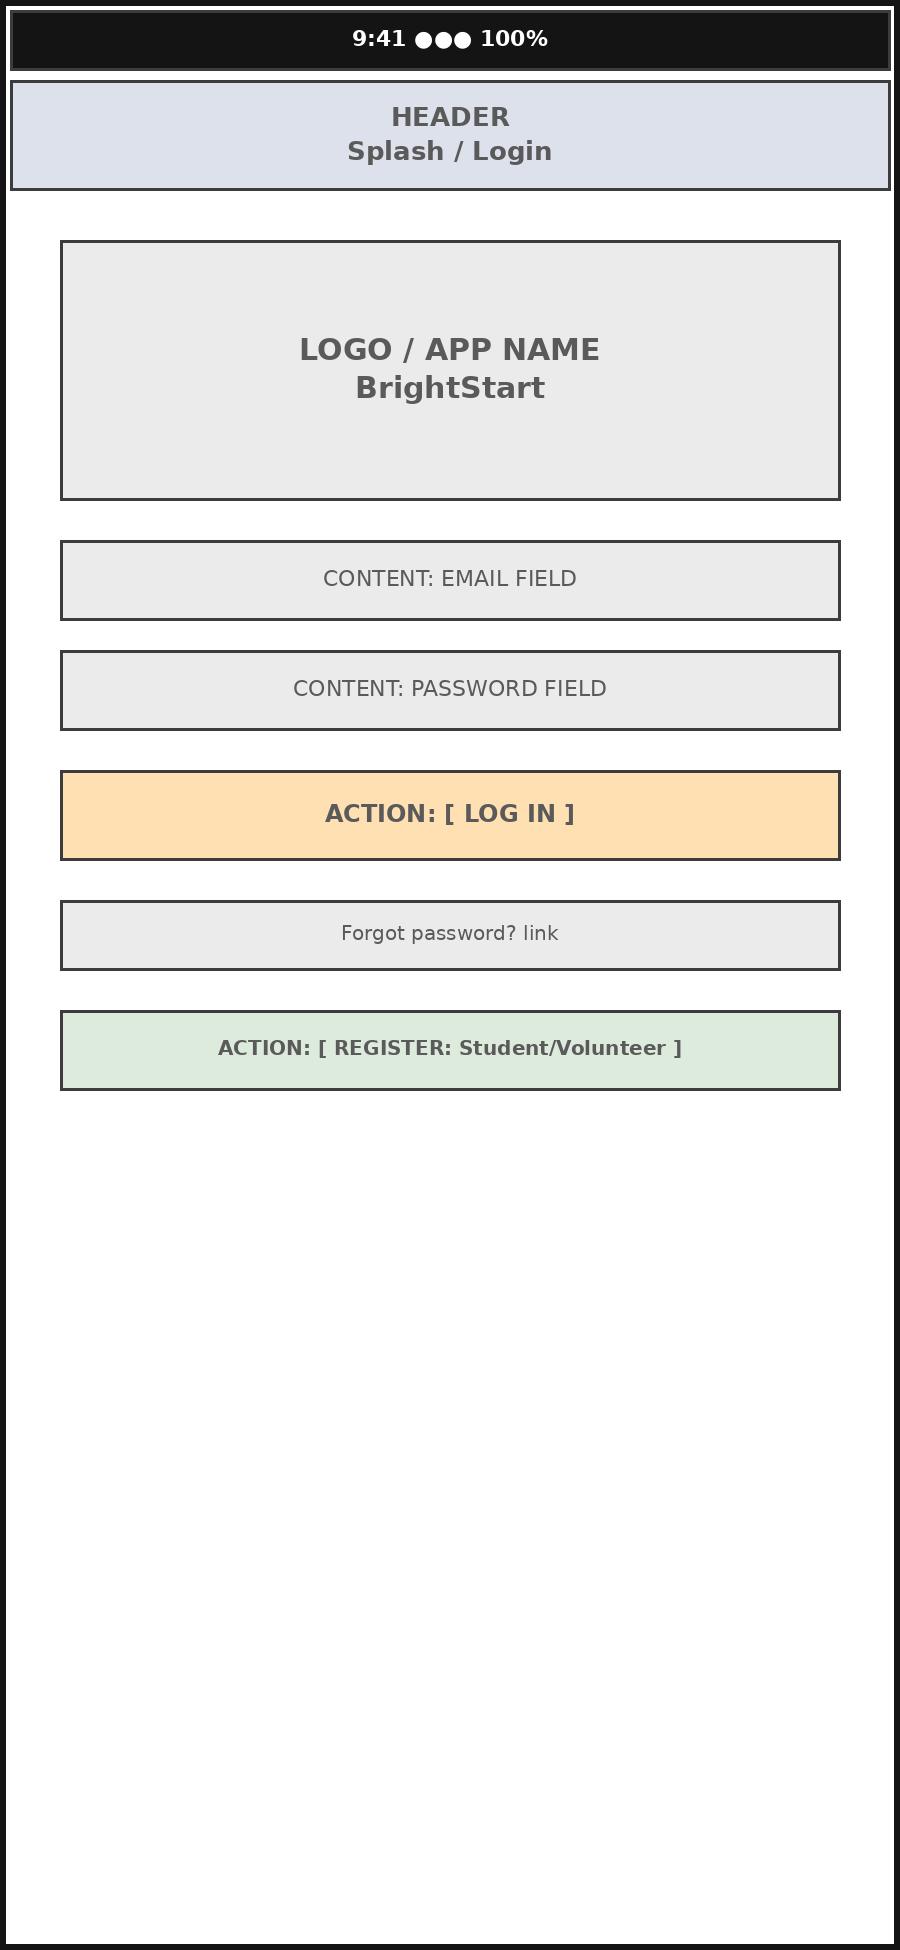 9:41 ●●● 100%
HEADER
Splash / Login
LOGO / APP NAME
BrightStart
CONTENT: EMAIL FIELD
CONTENT: PASSWORD FIELD
ACTION: [ LOG IN ]
Forgot password? link
ACTION: [ REGISTER: Student/Volunteer ]